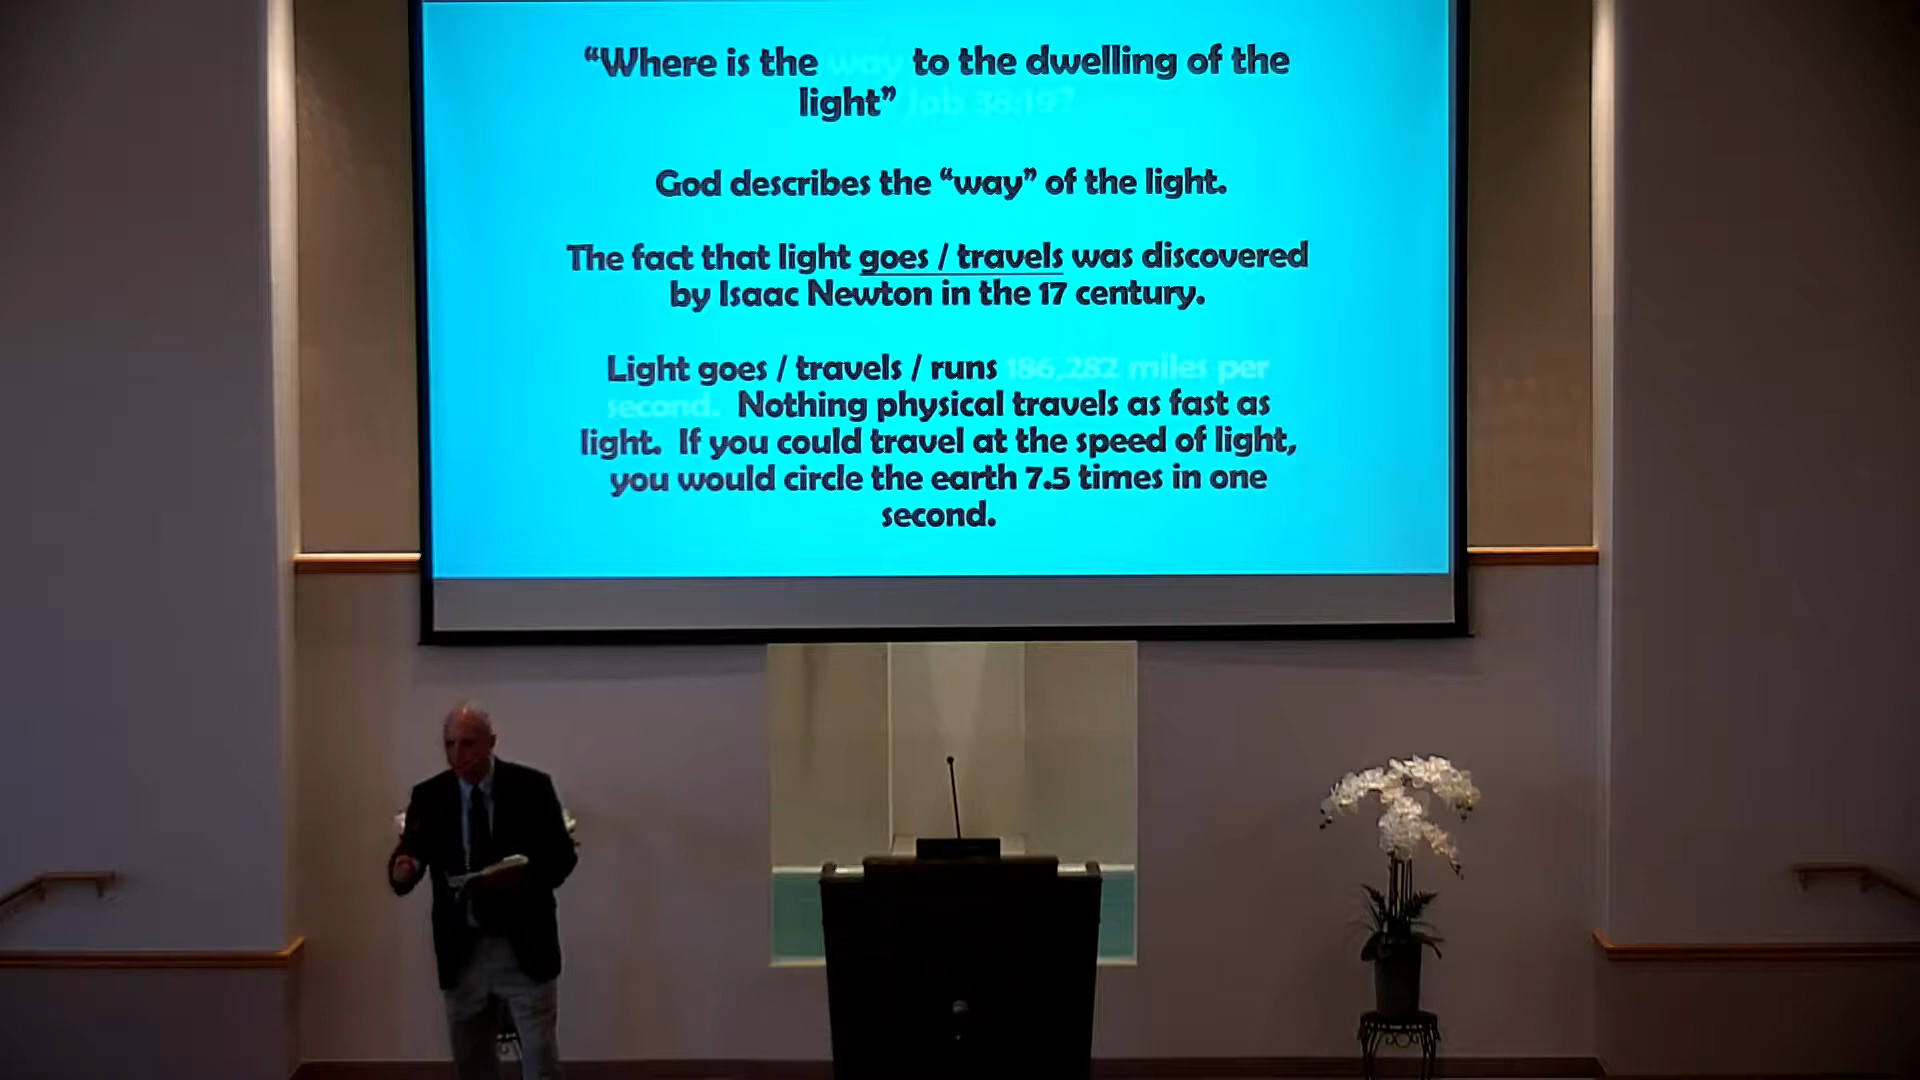 “Where is the way to the dwelling of the
light” Job 38:19?
God describes the “way” of the light.
The fact that light goes / travels was discovered
by Isaac Newton in the 17 century.
Light goes / travels / runs 186,282 miles per
second. Nothing physical travels as fast as
light. If you could travel at the speed of light,
you would circle the earth 7.5 times in one
second.